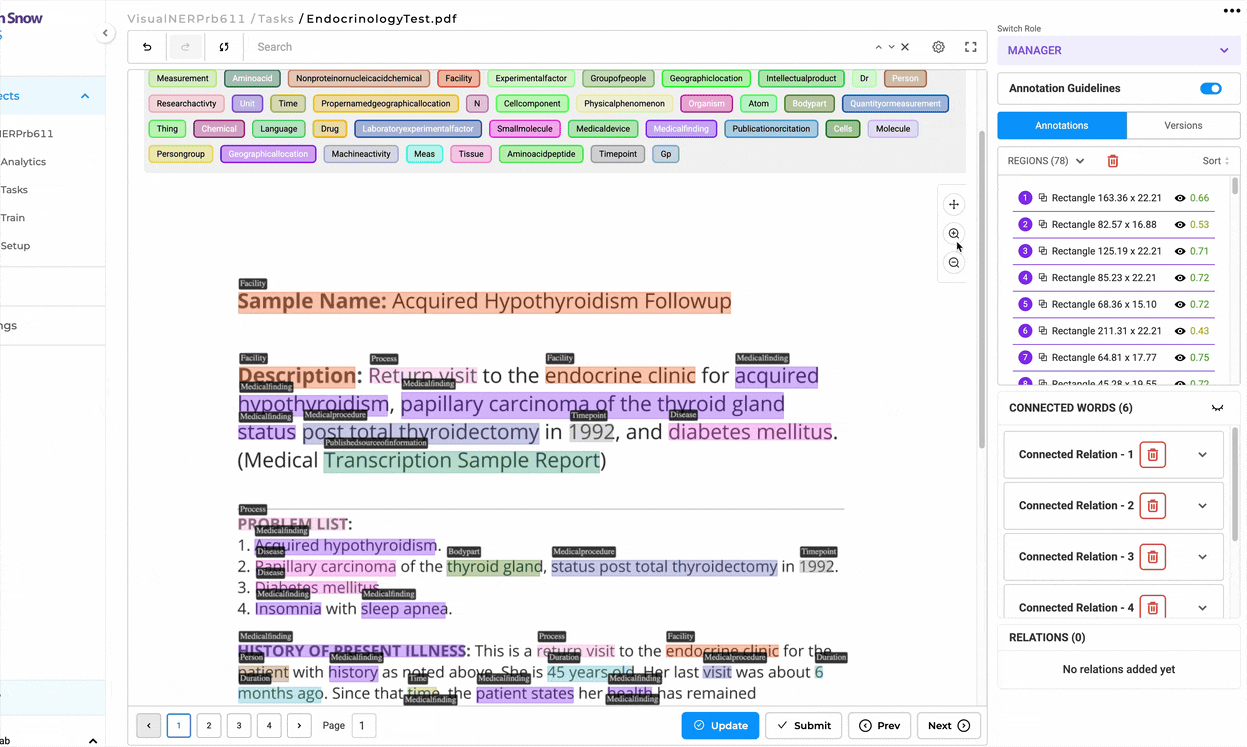 n Snow
S
VisualNERPrb611 / Tasks / EndocrinologyTest.pdf
Search
ects
NERPrb611
Analytics
Tasks
Train
Setup
ngs
ab
Measurement Aminoacid Nonproteinornucleicacidchemical Facility Experimentalfactor Groupofpeople Geographiclocation Intellectualproduct Dr Person
Researchactivty Unit Time Propernamedgeographicallocation N Cellcomponent Physicalphenomenon Organism Atom Bodypart Quantityormeasurement
Thing Chemical Language Drug Laboratoryexperimentalfactor Smallmolecule Medicaldevice Medicalfinding Publicationorcitation Cells Molecule
Persongroup Geographicallocation Machineactivity Meas Tissue Aminoacidpeptide Timepoint Gp
Facility
Sample Name: Acquired Hypothyroidism Followup
Facility Process Facility Medicalfinding
Description: Return visit to the endocrine clinic for acquired
Medicalfinding Medicalfinding
hypothyroidism, papillary carcinoma of the thyroid gland
Medicalfinding Medicalprocedure Timepoint Disease
status post total thyroidectomy in 1992, and diabetes mellitus.
Publishedsourceofinformation
(Medical Transcription Sample Report)
Process
PROBLEM LIST:
Medicalfinding
1. Acquired hypothyroidism.
Disease Bodypart Medicalprocedure Timepoint
2. Papillary carcinoma of the thyroid gland, status post total thyroidectomy in 1992.
Disease
3. Diabetes mellitus.
Medicalfinding Medicalfinding
4. Insomnia with sleep apnea.
Medicalfinding Process Facility
HISTORY OF PRESENT ILLNESS: This is a return visit to the endocrine clinic for the
Person Medicalfinding Duration Medicalprocedure Duration
patient with history as noted above. She is 45 years old. Her last visit was about 6
Duration Time Medicalfinding Medicalfinding
months ago. Since that time, the patient states her health has remained
Medicalfinding Medicalfinding
1 2 3 4 Page 1
Update Submit Prev Next
Switch Role
MANAGER
Annotation Guidelines
Annotations Versions
REGIONS (78) Sort
1 Rectangle 163.36 x 22.21 0.66
2 Rectangle 82.57 x 16.88 0.53
3 Rectangle 125.19 x 22.21 0.71
4 Rectangle 85.23 x 22.21 0.72
5 Rectangle 68.36 x 15.10 0.72
6 Rectangle 211.31 x 22.21 0.43
7 Rectangle 64.81 x 17.77 0.75
8 Rectangle 45.28 x 19.55 0.72
CONNECTED WORDS (6)
Connected Relation - 1
Connected Relation - 2
Connected Relation - 3
Connected Relation - 4
RELATIONS (0)
No relations added yet